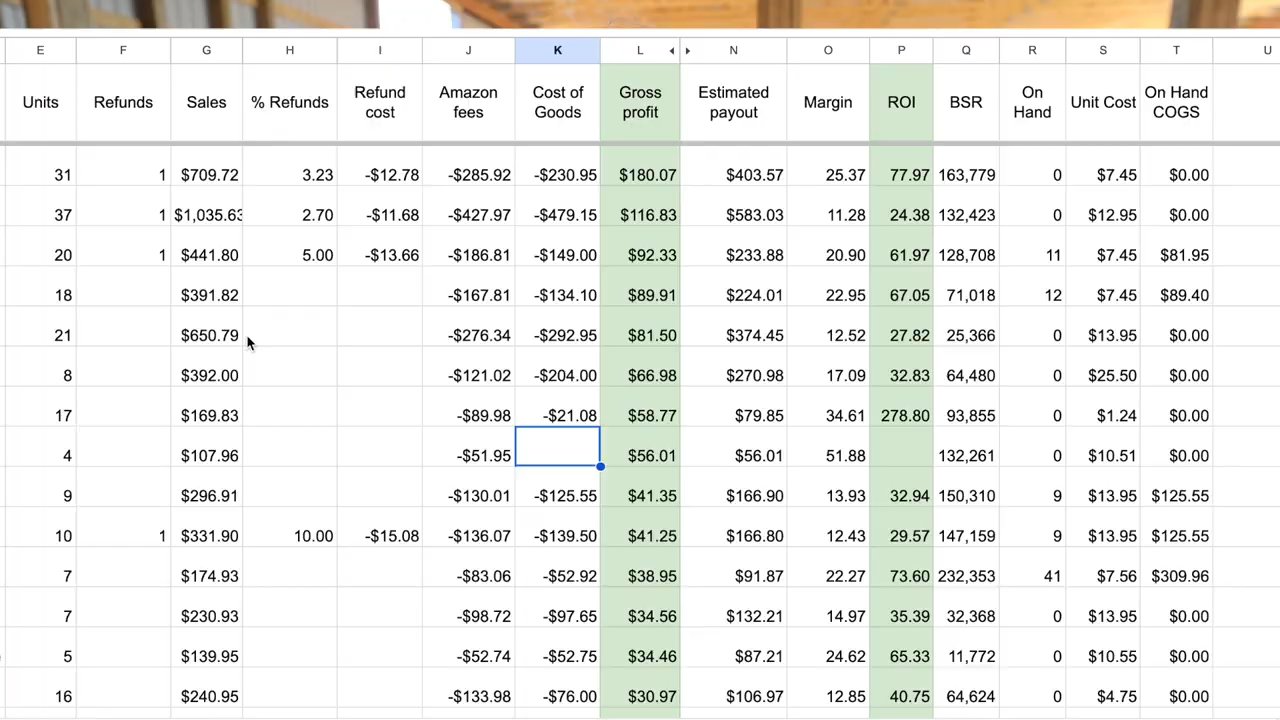 E F G H I J K L N O P Q R S T U
Units Refunds Sales % Refunds Refund cost Amazon fees Cost of Goods Gross profit Estimated payout Margin ROI BSR On Hand Unit Cost On Hand COGS
31 1 $709.72 3.23 -$12.78 -$285.92 -$230.95 $180.07 $403.57 25.37 77.97 163,779 0 $7.45 $0.00
37 1 $1,035.63 2.70 -$11.68 -$427.97 -$479.15 $116.83 $583.03 11.28 24.38 132,423 0 $12.95 $0.00
20 1 $441.80 5.00 -$13.66 -$186.81 -$149.00 $92.33 $233.88 20.90 61.97 128,708 11 $7.45 $81.95
18 $391.82 -$167.81 -$134.10 $89.91 $224.01 22.95 67.05 71,018 12 $7.45 $89.40
21 $650.79 -$276.34 -$292.95 $81.50 $374.45 12.52 27.82 25,366 0 $13.95 $0.00
8 $392.00 -$121.02 -$204.00 $66.98 $270.98 17.09 32.83 64,480 0 $25.50 $0.00
17 $169.83 -$89.98 -$21.08 $58.77 $79.85 34.61 278.80 93,855 0 $1.24 $0.00
4 $107.96 -$51.95 $56.01 $56.01 51.88 132,261 0 $10.51 $0.00
9 $296.91 -$130.01 -$125.55 $41.35 $166.90 13.93 32.94 150,310 9 $13.95 $125.55
10 1 $331.90 10.00 -$15.08 -$136.07 -$139.50 $41.25 $166.80 12.43 29.57 147,159 9 $13.95 $125.55
7 $174.93 -$83.06 -$52.92 $38.95 $91.87 22.27 73.60 232,353 41 $7.56 $309.96
7 $230.93 -$98.72 -$97.65 $34.56 $132.21 14.97 35.39 32,368 0 $13.95 $0.00
5 $139.95 -$52.74 -$52.75 $34.46 $87.21 24.62 65.33 11,772 0 $10.55 $0.00
16 $240.95 -$133.98 -$76.00 $30.97 $106.97 12.85 40.75 64,624 0 $4.75 $0.00